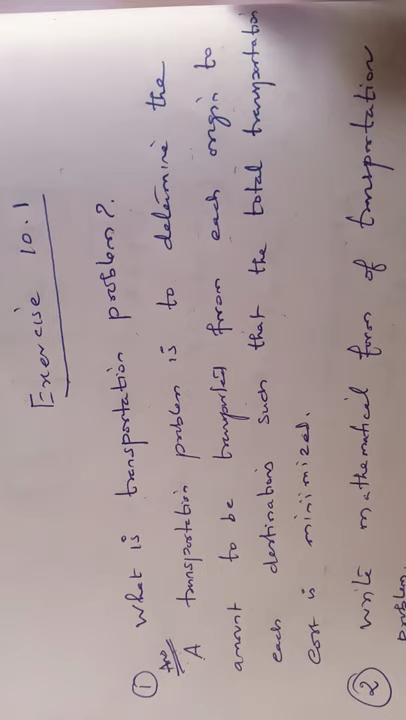 Exercise 10.1
① What is transportation problem?.
Ans
A transportation problem is to determine the
amount to be transported from each origin to
each destinations such that the total transportation
cost is minimized.
② Write mathematical form of transportation
problem.